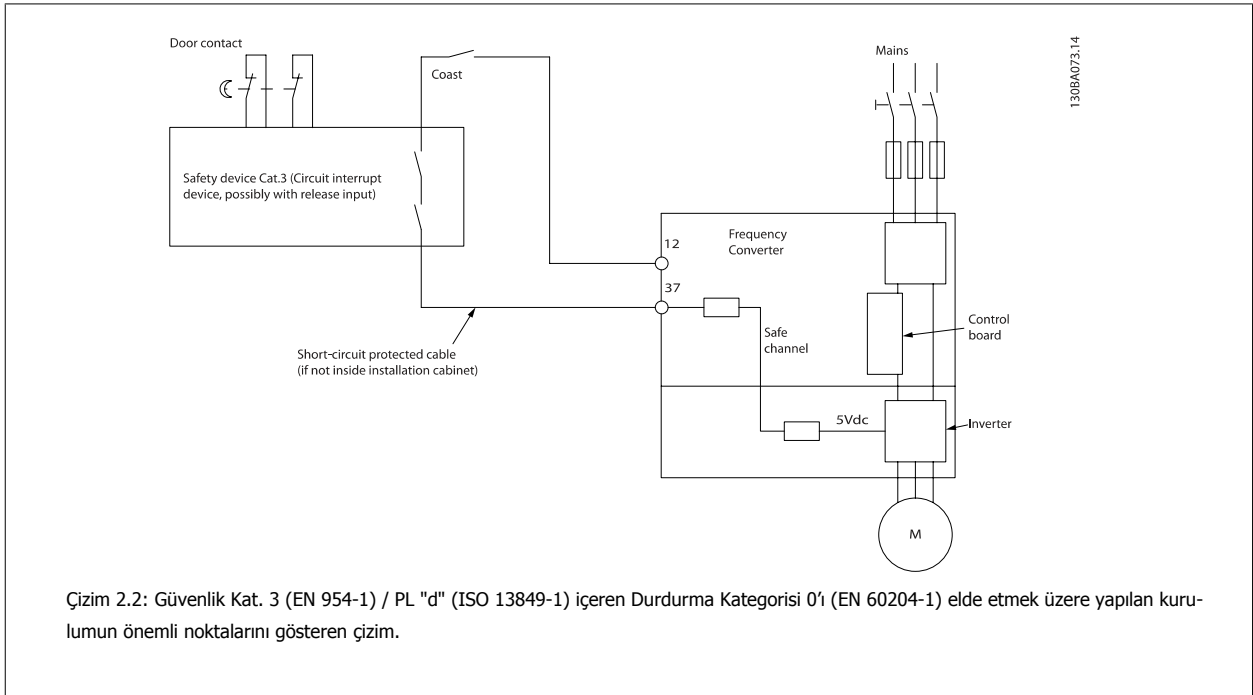 Door contact
Coast
Mains
130BA073.14
Safety device Cat.3 (Circuit interrupt
device, possibly with release input)
12
Frequency
Converter
37
Safe
channel
Control
board
Short-circuit protected cable
(if not inside installation cabinet)
5Vdc
Inverter
M
Çizim 2.2: Güvenlik Kat. 3 (EN 954-1) / PL "d" (ISO 13849-1) içeren Durdurma Kategorisi 0'ı (EN 60204-1) elde etmek üzere yapılan kuru-
lumun önemli noktalarını gösteren çizim.